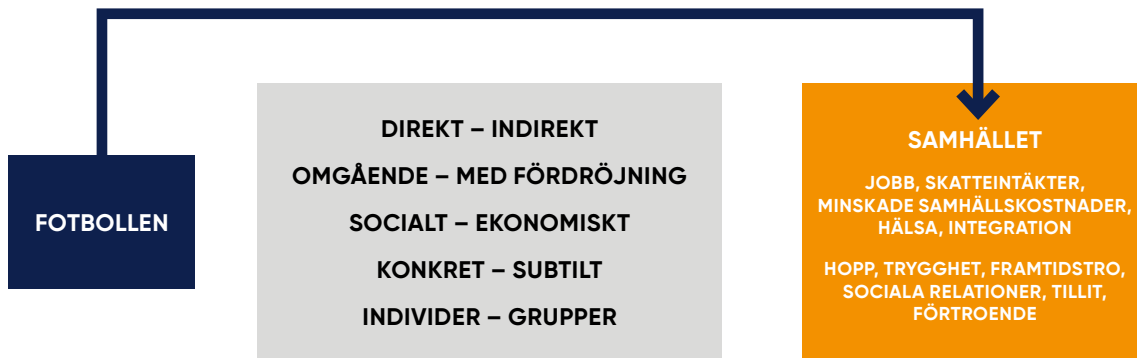 FOTBOLLEN
DIREKT – INDIREKT
OMGÅENDE – MED FÖRDRÖJNING
SOCIALT – EKONOMISKT
KONKRET – SUBTILT
INDIVIDER – GRUPPER
SAMHÄLLET
JOBB, SKATTEINTÄKTER,
MINSKADE SAMHÄLLSKOSTNADER,
HÄLSA, INTEGRATION
HOPP, TRYGGHET, FRAMTIDSTRO,
SOCIALA RELATIONER, TILLIT,
FÖRTROENDE